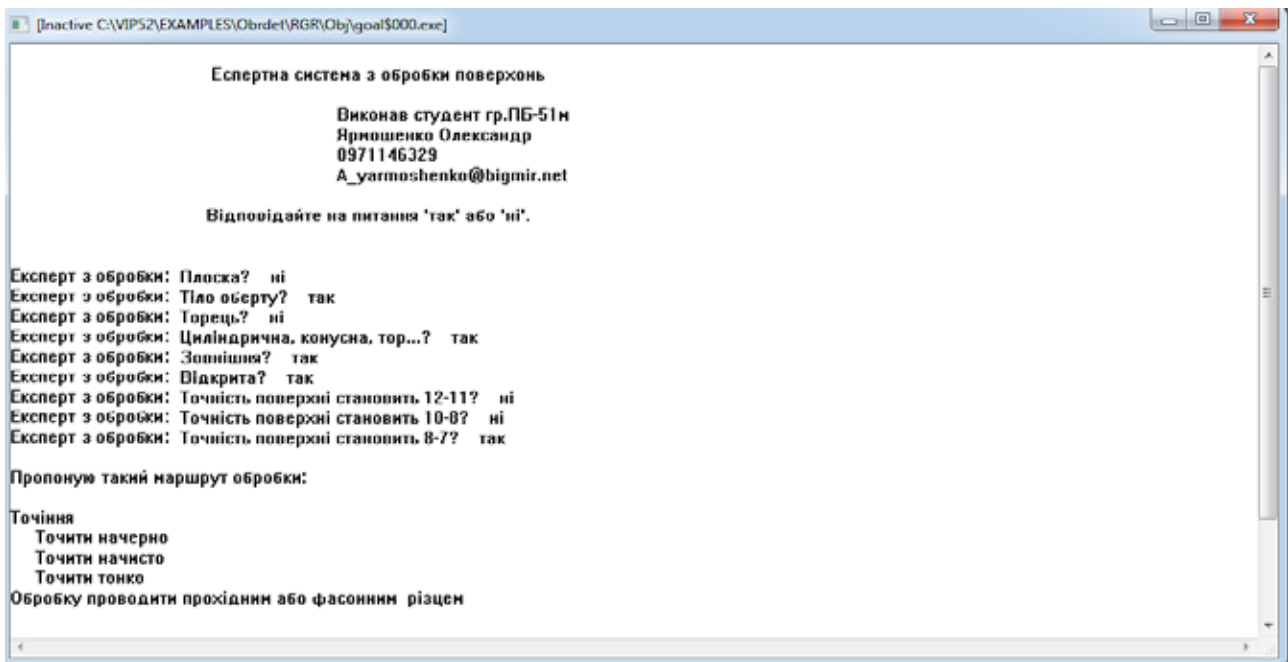 [Inactive C:\VIP52\EXAMPLES\Obrdet\RGR\Obj\goal$000.exe]
Еспертна система з обробки поверхонь
Виконав студент гр.ПБ-51м
Ярмошенко Олександр
0971146329
A_yarmoshenko@bigmir.net
Відповідайте на питання 'так' або 'ні'.
Експерт з обробки: Плоска? ні
Експерт з обробки: Тіло оберту? так
Експерт з обробки: Торець? ні
Експерт з обробки: Циліндрична, конусна, тор...? так
Експерт з обробки: Зовнішня? так
Експерт з обробки: Відкрита? так
Експерт з обробки: Точність поверхні становить 12-11? ні
Експерт з обробки: Точність поверхні становить 10-8? ні
Експерт з обробки: Точність поверхні становить 8-7? так
Пропоную такий маршрут обробки:
Точіння
Точити начерно
Точити начисто
Точити тонко
Обробку проводити прохідним або фасонним різцем